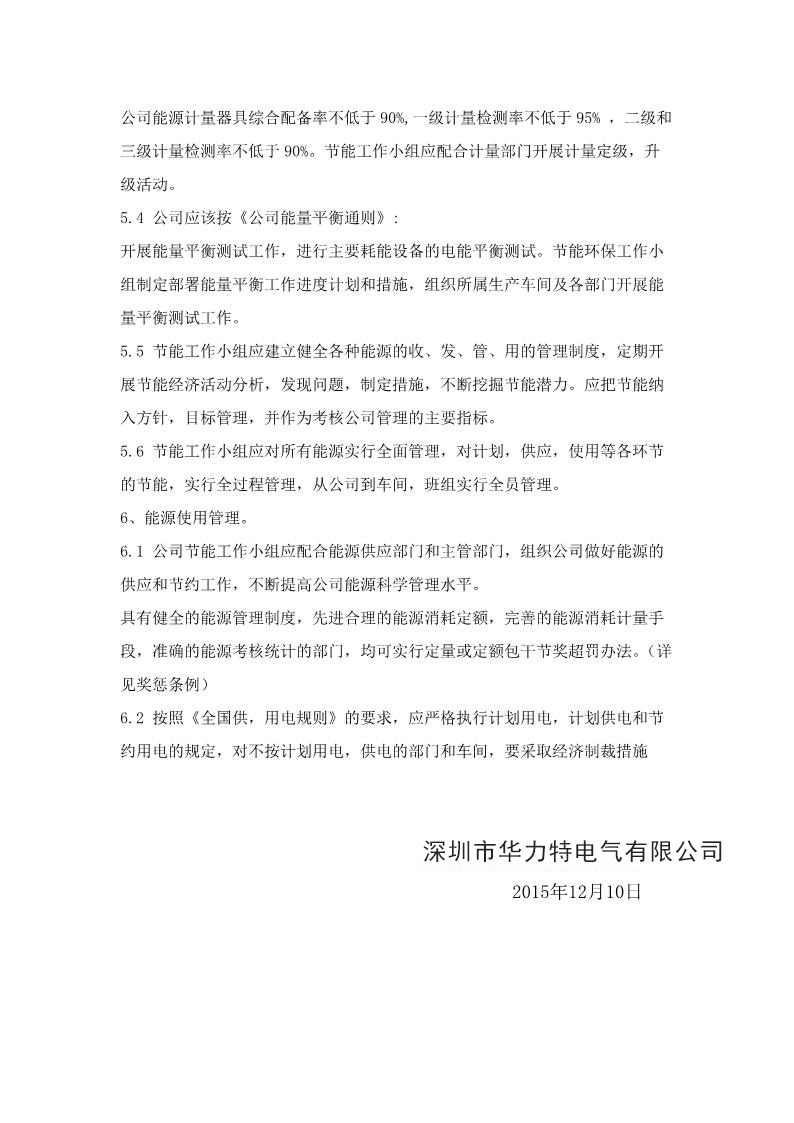 公司能源计量器具综合配备率不低于 90%,一级计量检测率不低于 95% ，二级和
三级计量检测率不低于 90%。节能工作小组应配合计量部门开展计量定级，升
级活动。
5.4 公司应该按《公司能量平衡通则》:
开展能量平衡测试工作，进行主要耗能设备的电能平衡测试。节能环保工作小
组制定部署能量平衡工作进度计划和措施，组织所属生产车间及各部门开展能
量平衡测试工作。
5.5 节能工作小组应建立健全各种能源的收、发、管、用的管理制度，定期开
展节能经济活动分析，发现问题，制定措施，不断挖掘节能潜力。应把节能纳
入方针，目标管理，并作为考核公司管理的主要指标。
5.6 节能工作小组应对所有能源实行全面管理，对计划，供应，使用等各环节
的节能，实行全过程管理，从公司到车间，班组实行全员管理。
6、能源使用管理。
6.1 公司节能工作小组应配合能源供应部门和主管部门，组织公司做好能源的
供应和节约工作，不断提高公司能源科学管理水平。
具有健全的能源管理制度，先进合理的能源消耗定额，完善的能源消耗计量手
段，准确的能源考核统计的部门，均可实行定量或定额包干节奖超罚办法。（详
见奖惩条例）
6.2 按照《全国供，用电规则》的要求，应严格执行计划用电，计划供电和节
约用电的规定，对不按计划用电，供电的部门和车间，要采取经济制裁措施
深圳市华力特电气有限公司
2015年12月10日